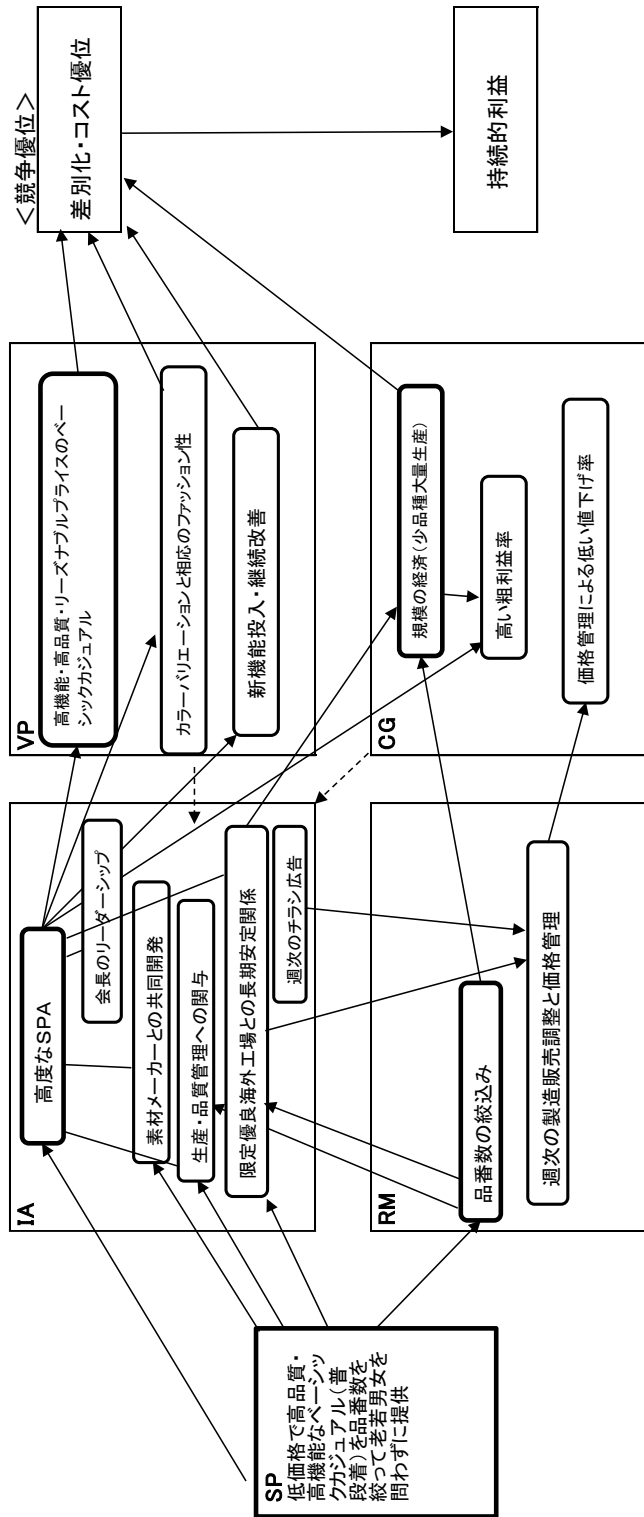 SP
低価格で高品質・
高機能なベーシッ
クカジュアル(普
段着)を品番数を
絞って老若男女を
問わずに提供
IA
高度なSPA
会長のリーダーシップ
素材メーカーとの共同開発
生産・品質管理への関与
限定優良海外工場との長期安定関係
週次のチラシ広告
RM
品番数の絞込み
週次の製造販売調整と価格管理
VP
高機能・高品質・リーズナブルプライスのベー
シックカジュアル
カラーバリエーションと相応のファッション性
新機能投入・継続改善
CG
規模の経済(少品種大量生産)
高い粗利益率
価格管理による低い値下げ率
<競争優位>
差別化・コスト優位
持続的利益